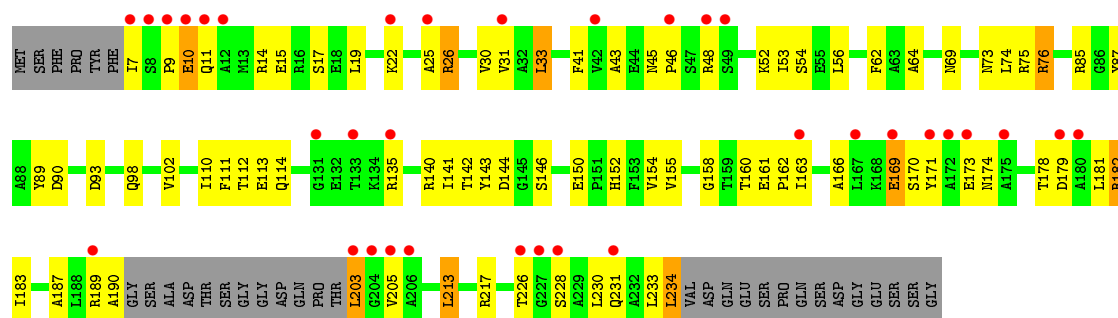 MET SER PHE PRO TYR PHE I7 S8 P9 E10 Q11 A12 M13 R14 E15 R16 S17 E18 L19 K22 A25 R26 V30 V31 A32 L33 F41 V42 A43 E44 N45 P46 S47 R48 S49 K52 I53 S54 E55 L56 F62 A63 A64 N69 N73 L74 R75 R76 R85 G86 Y87
A88 Y89 D90 D93 Q98 V102 I110 F111 T112 E113 Q114 G131 E132 T133 K134 R135 R140 I141 T142 Y143 D144 G145 S146 E150 P151 H152 F153 V154 V155 G158 T159 T160 E161 P162 I163 A166 L167 K168 E169 S170 Y171 A172 E173 N174 A175 T178 D179 A180 L181 R182
I183 A187 L188 R189 A190 GLY SER ALA ASP THR SER GLY GLY ASP GLN PRO THR L203 G204 V205 A206 L213 R217 T226 G227 S228 A229 L230 Q231 A232 L233 L234 VAL ASP GLN GLU SER PRO GLN SER ASP GLY GLU SER SER GLY